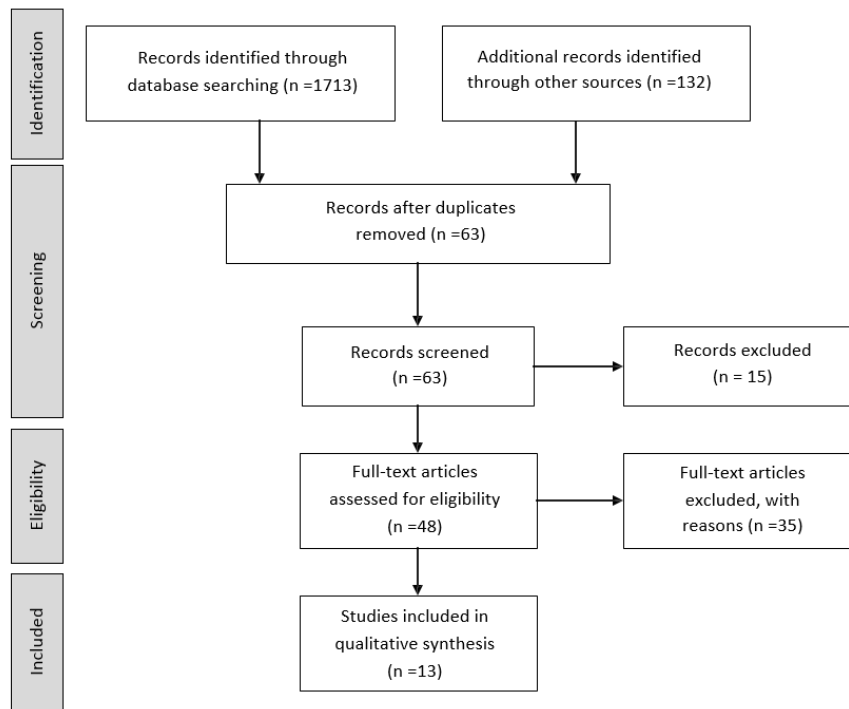 Identification
Records identified through
database searching (n =1713)
Additional records identified
through other sources (n =132)
Screening
Records after duplicates
removed (n =63)
Records screened
(n =63)
Records excluded
(n = 15)
Eligibility
Full-text articles
assessed for eligibility
(n =48)
Full-text articles
excluded, with
reasons (n =35)
Included
Studies included in
qualitative synthesis
(n =13)